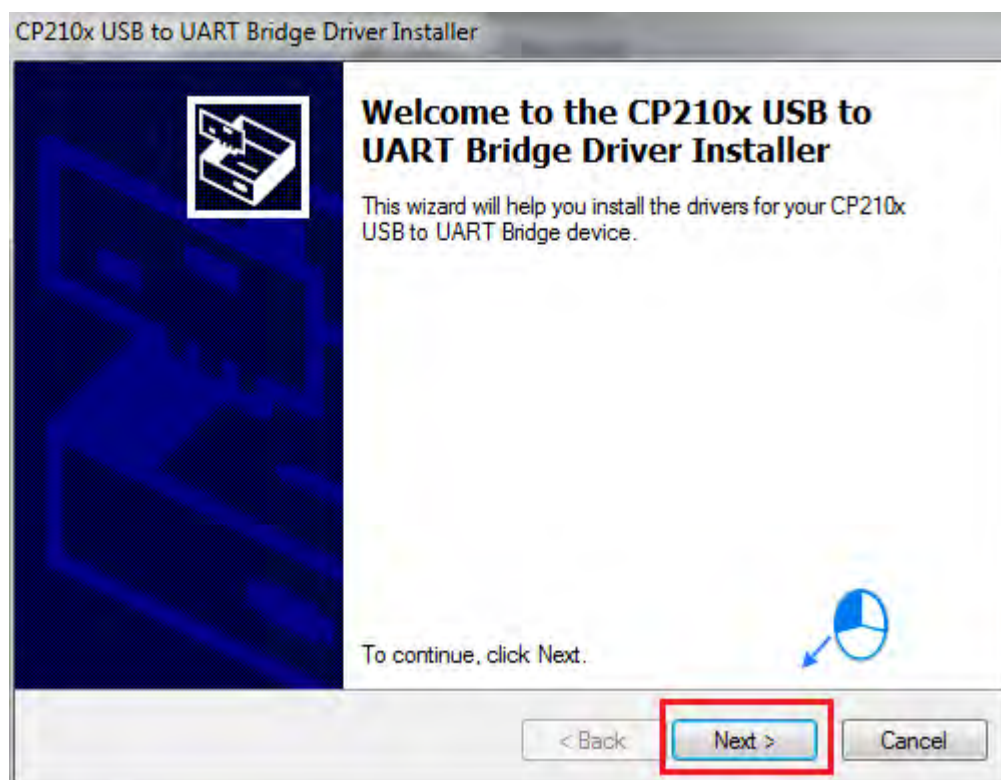 CP210x USB to UART Bridge Driver Installer
Welcome to the CP210x USB to
UART Bridge Driver Installer
This wizard will help you install the drivers for your CP210x
USB to UART Bridge device.
To continue, click Next.
< Back
Next >
Cancel